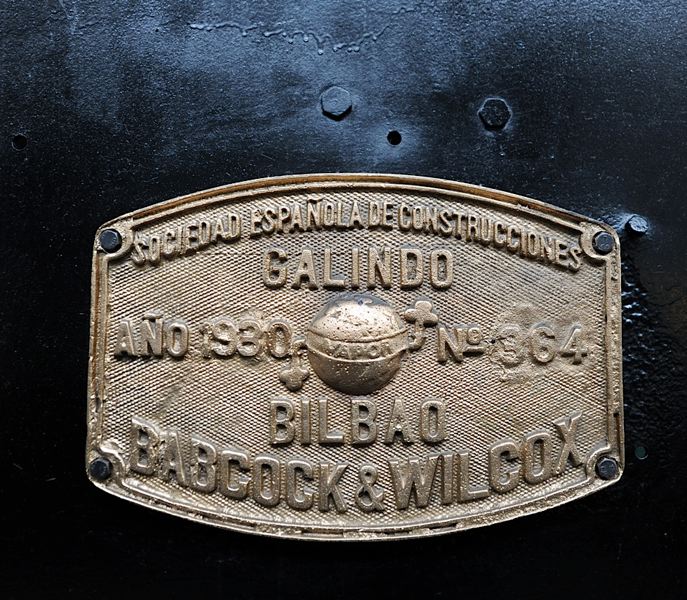 SOCIEDAD ESPAÑOLA DE CONSTRUCCIONES
GALINDO
AÑO 1930 Nº 364
VAPOR
BILBAO
BABCOCK & WILCOX